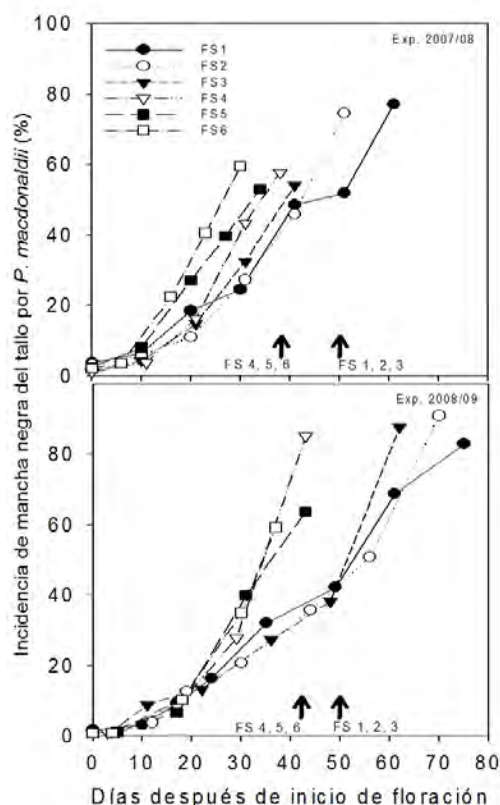 Incidencia de mancha negra del tallo por P. macdonaldii (%)
100
80
60
40
20
0
Exp. 2007/08
FS1
FS2
FS3
FS4
FS5
FS6
FS 4, 5, 6
FS 1, 2, 3
80
60
40
20
0
Exp. 2008/09
FS 4, 5, 6
FS 1, 2, 3
0 10 20 30 40 50 60 70 80
Días después de inicio de floración